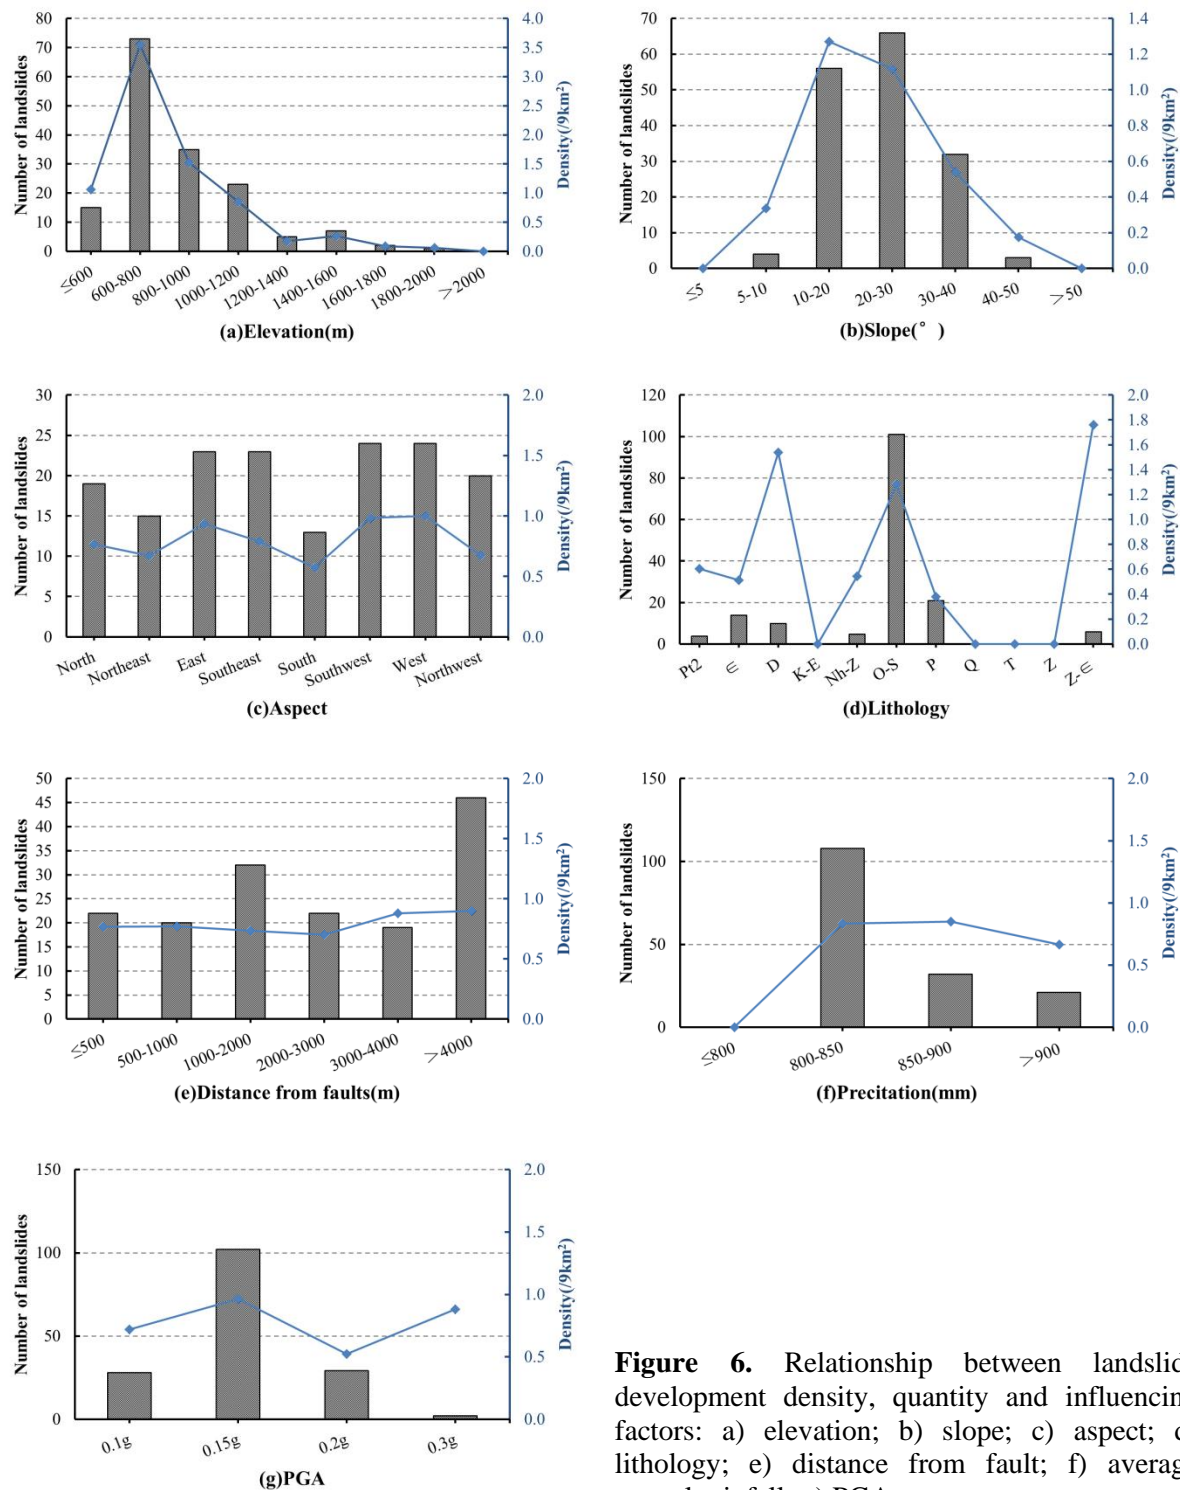 80
70
60
50
40
30
20
10
0
Number of landslides
4.0
3.5
3.0
2.5
2.0
1.5
1.0
0.5
0.0
Density(/9km²)
≤600
600-800
800-1000
1000-1200
1200-1400
1400-1600
1600-1800
1800-2000
＞2000
(a)Elevation(m)
70
60
50
40
30
20
10
0
Number of landslides
1.4
1.2
1.0
0.8
0.6
0.4
0.2
0.0
Density(/9km²)
≤5
5-10
10-20
20-30
30-40
40-50
＞50
(b)Slope(° )
30
25
20
15
10
5
0
Number of landslides
2.0
1.5
1.0
0.5
0.0
Density(/9km²)
North
Northeast
East
Southeast
South
Southwest
West
Northwest
(c)Aspect
120
100
80
60
40
20
0
Number of landslides
2.0
1.8
1.6
1.4
1.2
1.0
0.8
0.6
0.4
0.2
0.0
Density(/9km²)
Pt2
∈
D
K-E
Nh-Z
O-S
P
Q
T
Z
Z-∈
(d)Lithology
50
45
40
35
30
25
20
15
10
5
0
Number of landslides
2.0
1.5
1.0
0.5
0.0
Density(/9km²)
≤500
500-1000
1000-2000
2000-3000
3000-4000
＞4000
(e)Distance from faults(m)
150
100
50
0
Number of landslides
2.0
1.5
1.0
0.5
0.0
Density(/9km²)
≤800
800-850
850-900
＞900
(f)Precitation(mm)
150
100
50
0
Number of landslides
2.0
1.5
1.0
0.5
0.0
Density(/9km²)
0.1g
0.15g
0.2g
0.3g
(g)PGA
Figure 6. Relationship between landslid
development density, quantity and influencin
factors: a) elevation; b) slope; c) aspect; d
lithology; e) distance from fault; f) averag
PGA